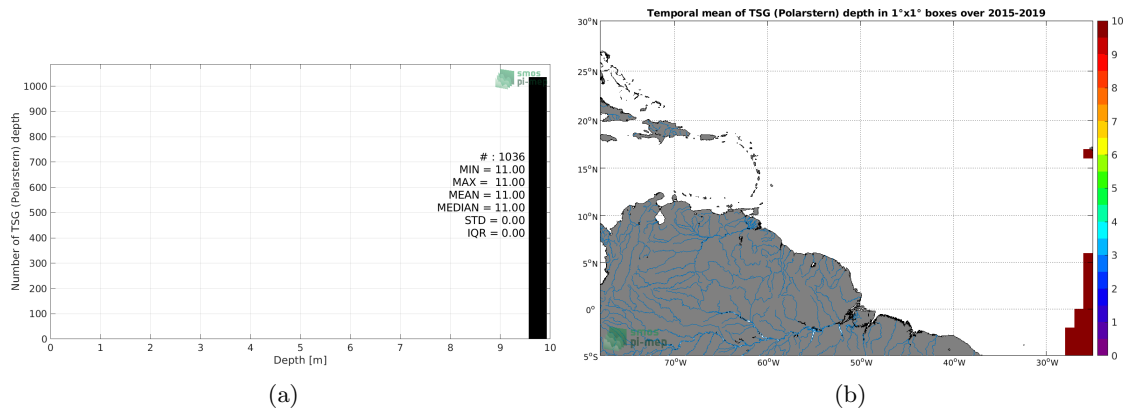 Number of TSG (Polarstern) depth
1000
900
800
700
600
500
400
300
200
100
0
smos
pi-mep
# : 1036
MIN = 11.00
MAX = 11.00
MEAN = 11.00
MEDIAN = 11.00
STD = 0.00
IQR = 0.00
0 1 2 3 4 5 6 7 8 9 10
Depth [m]
(a)
Temporal mean of TSG (Polarstern) depth in 1°x1° boxes over 2015-2019
30°N
25°N
20°N
15°N
10°N
5°N
0°
5°S
smos
pi-mep
70°W 60°W 50°W 40°W 30°W
10
9
8
7
6
5
4
3
2
1
0
(b)